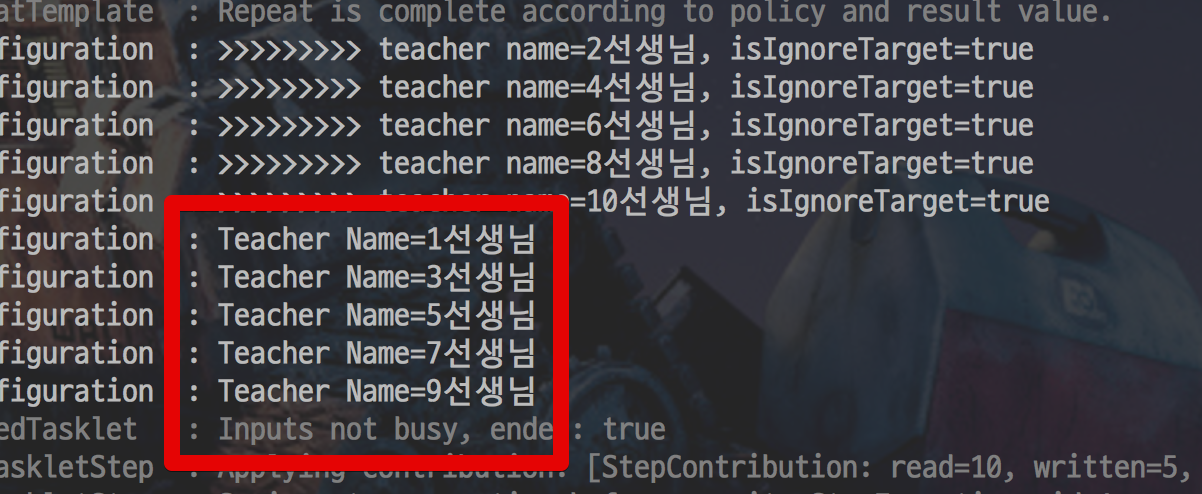 atTemplate : Repeat is complete according to policy and result value.
figuration : >>>>>>>>> teacher name=2선생님, isIgnoreTarget=true
figuration : >>>>>>>>> teacher name=4선생님, isIgnoreTarget=true
figuration : >>>>>>>>> teacher name=6선생님, isIgnoreTarget=true
figuration : >>>>>>>>> teacher name=8선생님, isIgnoreTarget=true
figuration : >>>>>>>>> teacher name=10선생님, isIgnoreTarget=true
figuration : Teacher Name=1선생님
figuration : Teacher Name=3선생님
figuration : Teacher Name=5선생님
figuration : Teacher Name=7선생님
figuration : Teacher Name=9선생님
edTasklet : Inputs not busy, ende : true
askletStep : Applying contribution: [StepContribution: read=10, written=5,